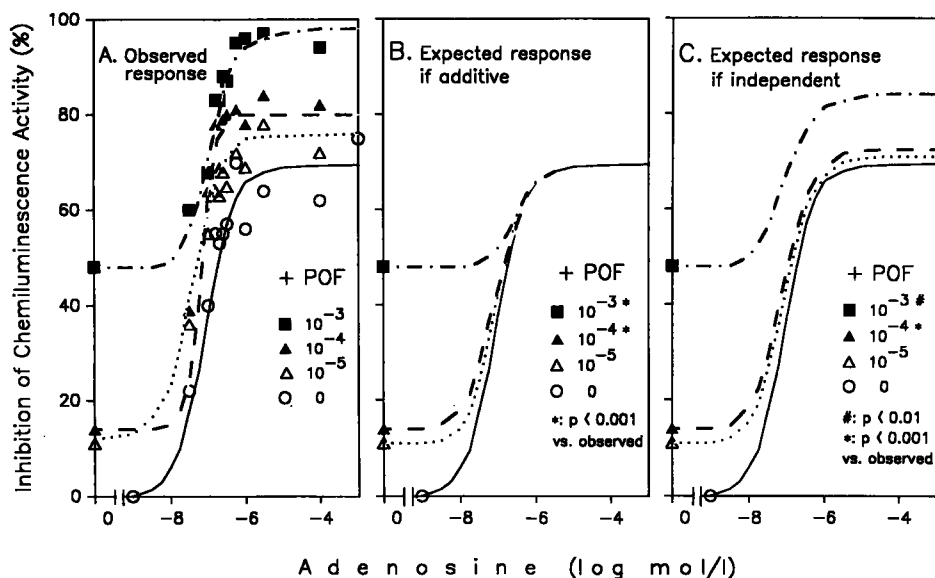 Inhibition of Chemiluminescence Activity (%)
100
80
60
40
20
0
A. Observed
response
+ POF
■ 10⁻³
▲ 10⁻⁴
△ 10⁻⁵
○ 0
0 −8 −6 −4
B. Expected response
if additive
+ POF
■ 10⁻³ *
▲ 10⁻⁴ *
△ 10⁻⁵
○ 0
*: p < 0.001
vs. observed
0 −8 −6 −4
C. Expected response
if independent
+ POF
■ 10⁻³ #
▲ 10⁻⁴ *
△ 10⁻⁵
○ 0
#: p < 0.01
*: p < 0.001
vs. observed
0 −8 −6 −4
Adenosine (log mol/l)